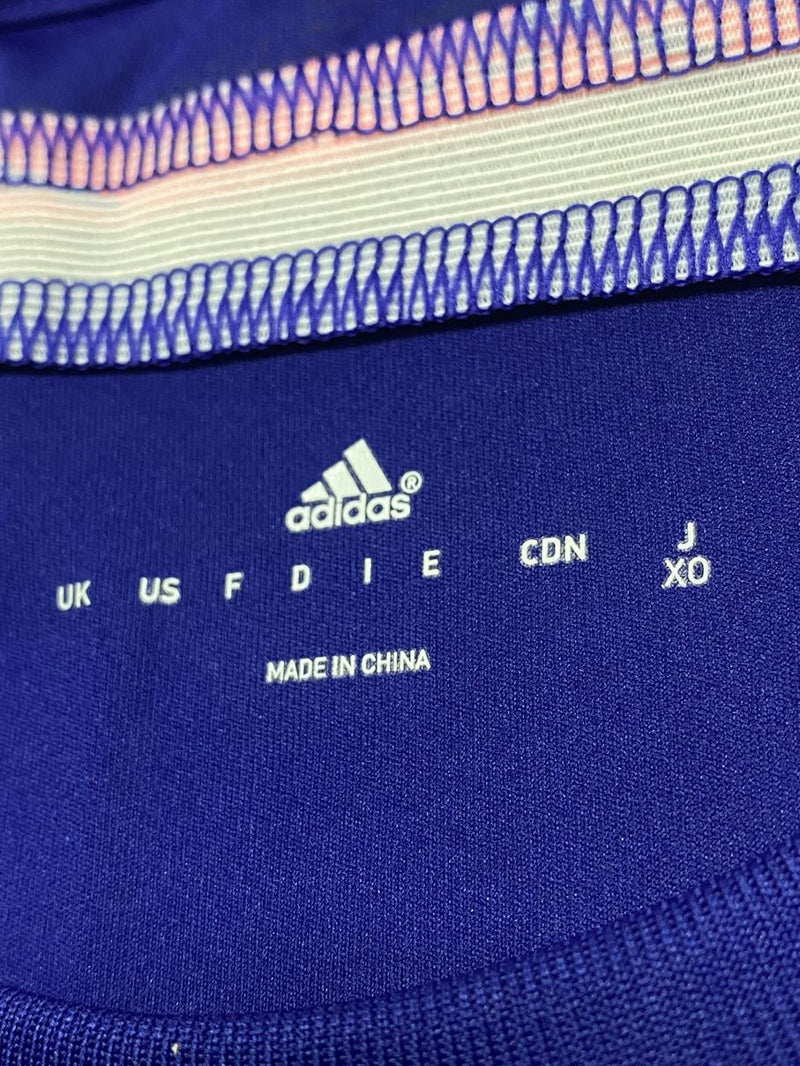 adidas®
UK US F D I E CDN J
XO
MADE IN CHINA